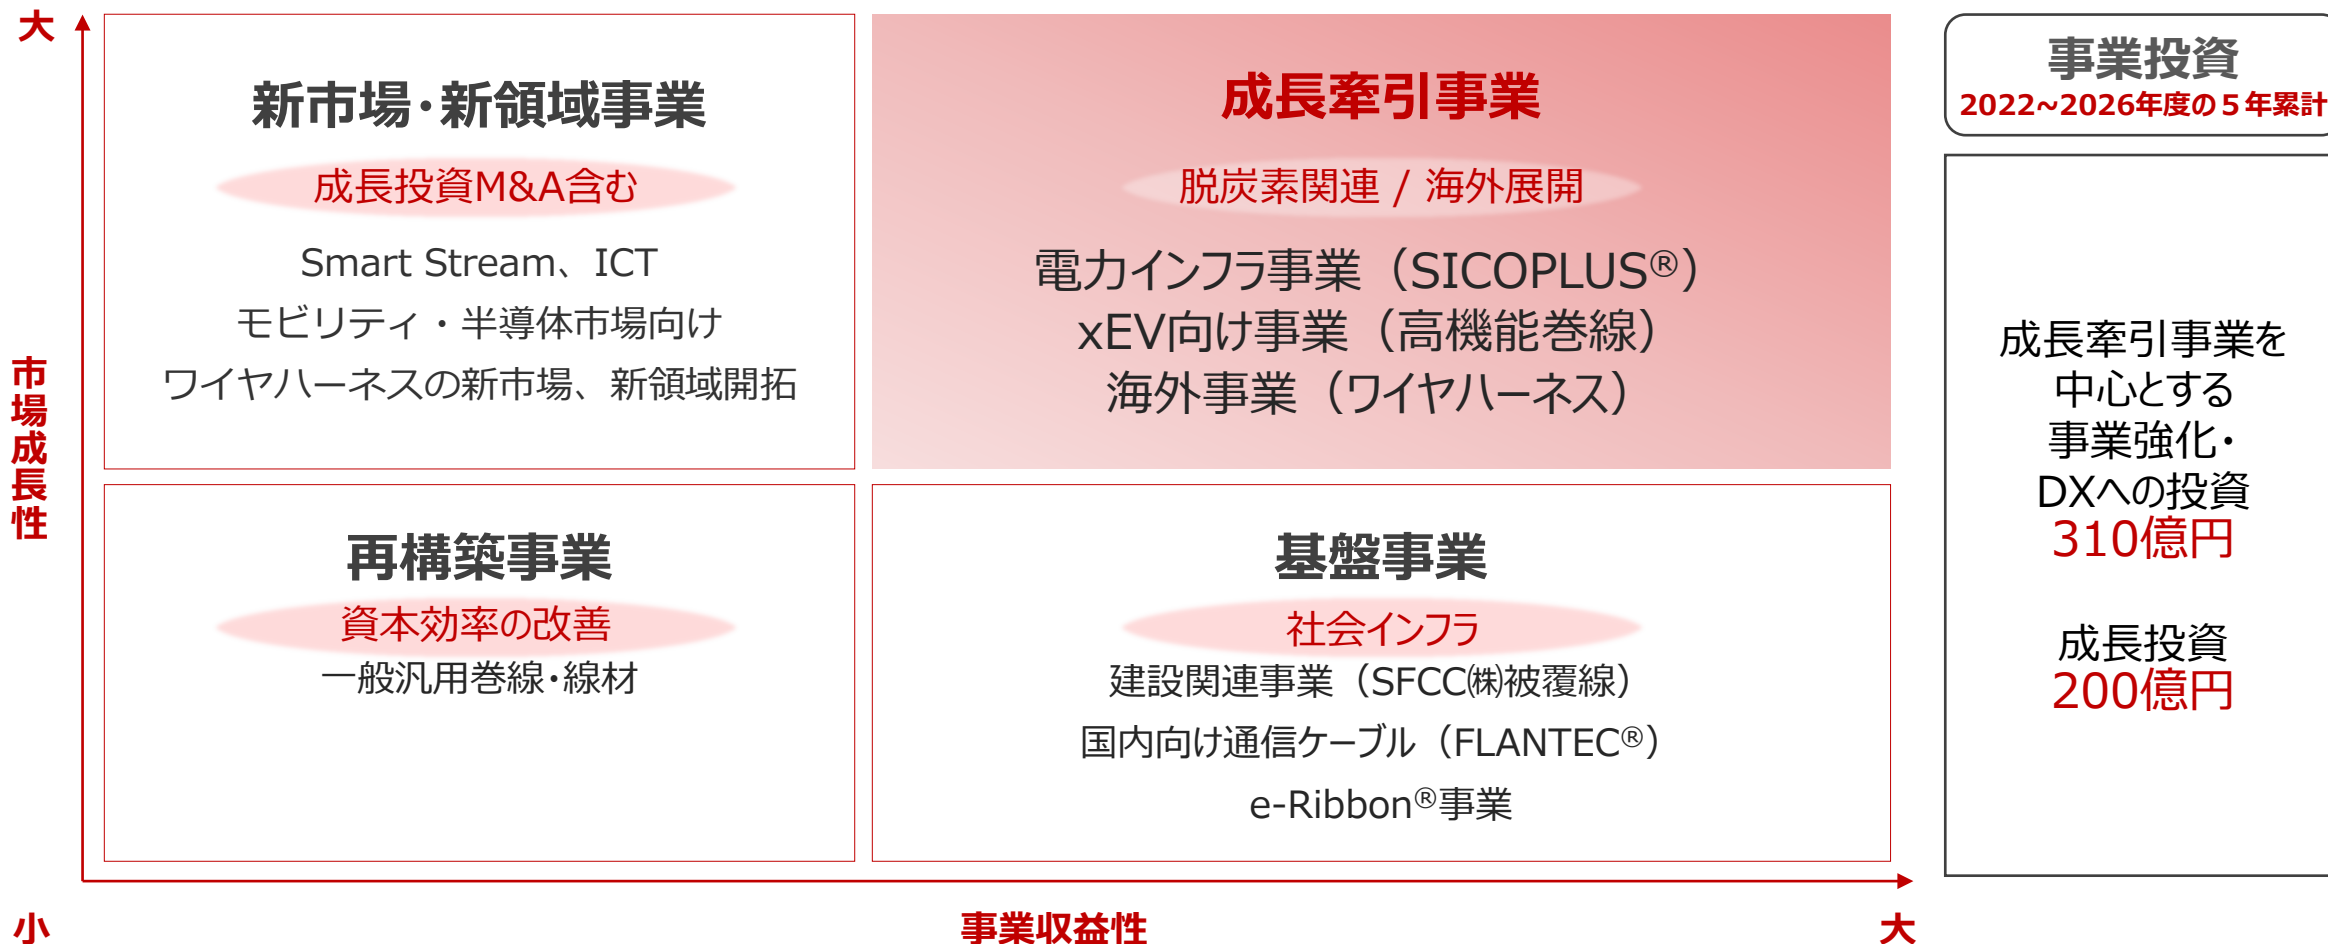 大
市場成長性
新市場･新領域事業
成長投資M&A含む
Smart Stream、ICT
モビリティ・半導体市場向け
ワイヤハーネスの新市場、新領域開拓
成長牽引事業
脱炭素関連 / 海外展開
電力インフラ事業（SICOPLUS®）
xEV向け事業（高機能巻線）
海外事業（ワイヤハーネス）
再構築事業
資本効率の改善
一般汎用巻線･線材
基盤事業
社会インフラ
建設関連事業（SFCC㈱被覆線）
国内向け通信ケーブル（FLANTEC®）
e-Ribbon®事業
小
事業収益性
大
事業投資
2022~2026年度の５年累計
成長牽引事業を
中心とする
事業強化･
DXへの投資
310億円
成長投資
200億円